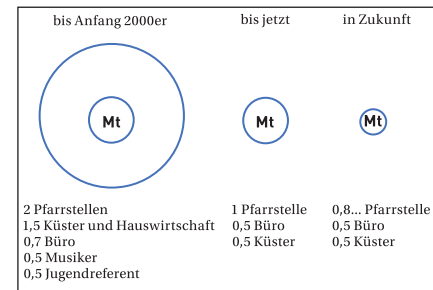 bis Anfang 2000er
bis jetzt
in Zukunft
Mt
Mt
Mt
2 Pfarrstellen
1,5 Küster und Hauswirtschaft
0,7 Büro
0,5 Musiker
0,5 Jugendreferent
1 Pfarrstelle
0,5 Büro
0,5 Küster
0,8... Pfarrstelle
0,5 Büro
0,5 Küster